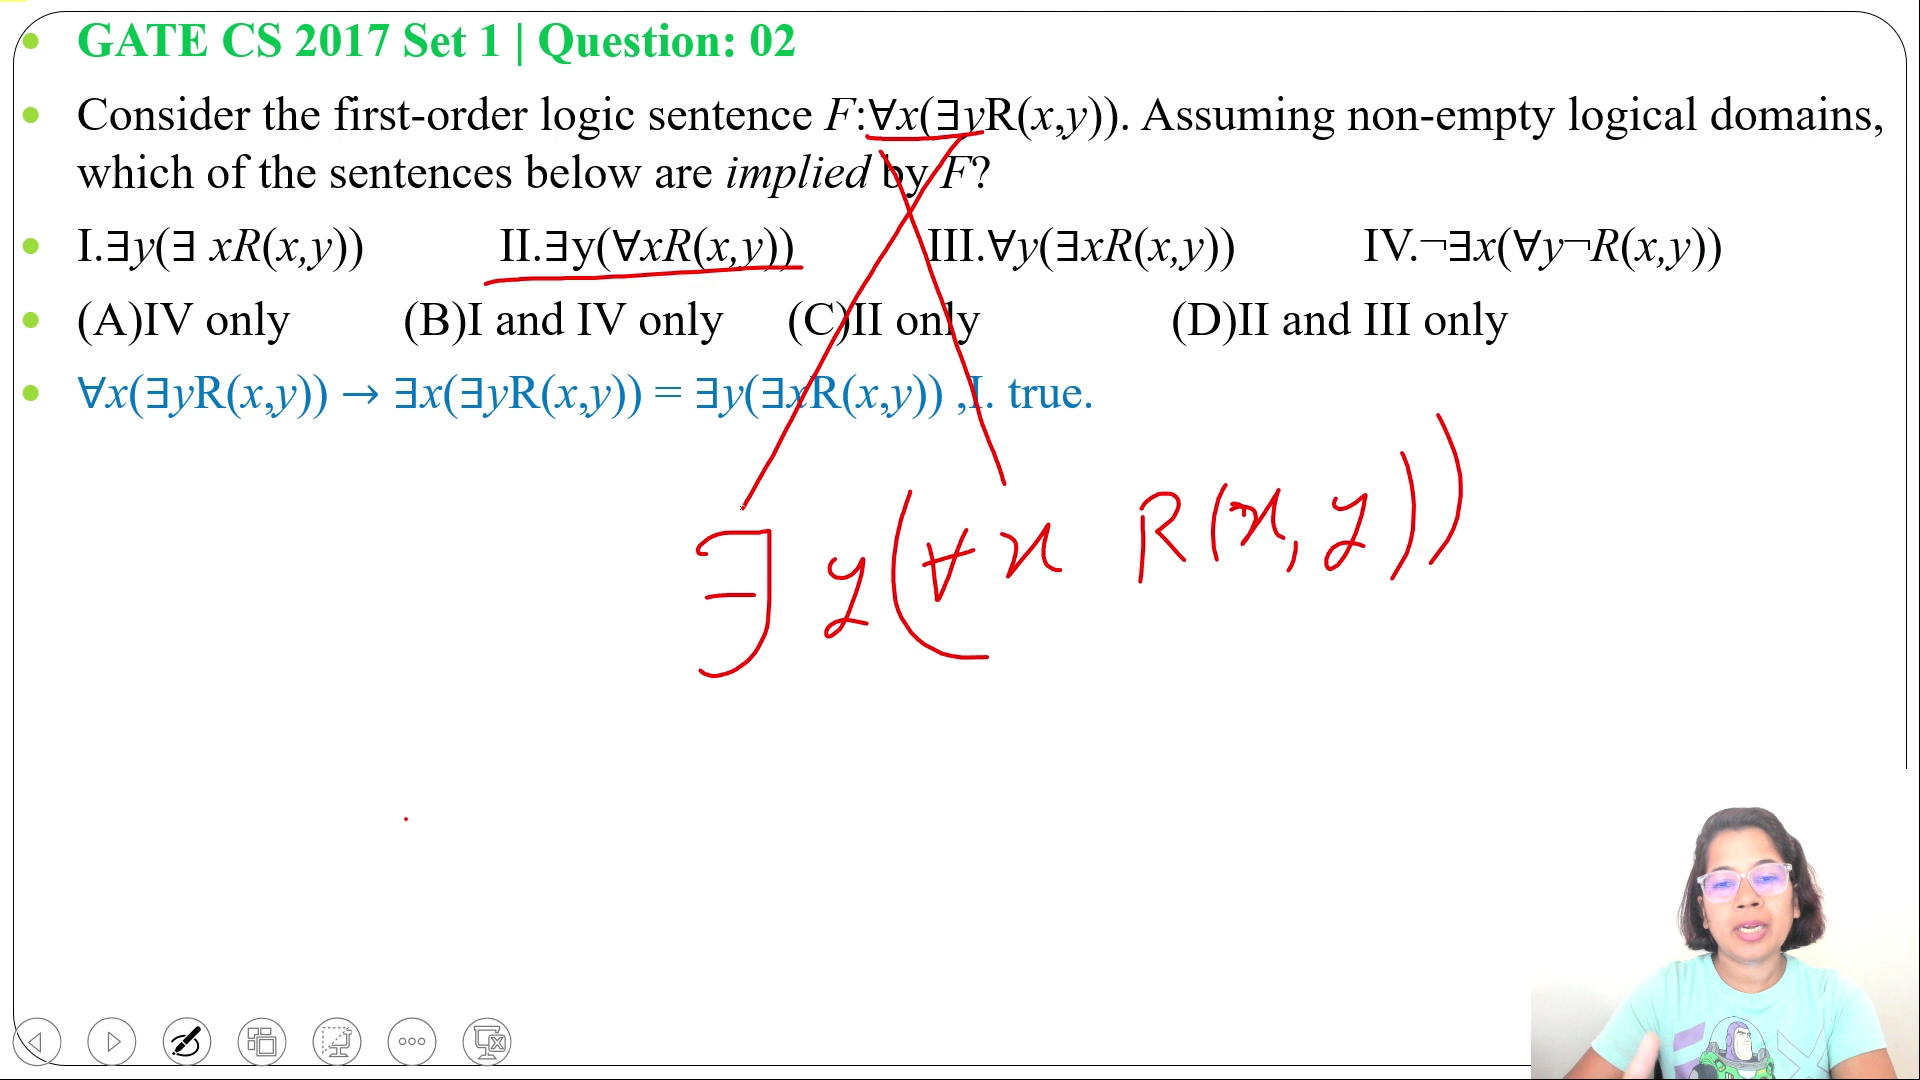 GATE CS 2017 Set 1 | Question: 02
Consider the first-order logic sentence F:∀x(∃yR(x,y)). Assuming non-empty logical domains,
which of the sentences below are implied by F?
I.∃y(∃ xR(x,y)) II.∃y(∀xR(x,y)) III.∀y(∃xR(x,y)) IV.¬∃x(∀y¬R(x,y))
(A)IV only (B)I and IV only (C)II only (D)II and III only
∀x(∃yR(x,y)) → ∃x(∃yR(x,y)) = ∃y(∃xR(x,y)) ,I. true.
∃ y(∀x R(x,y))